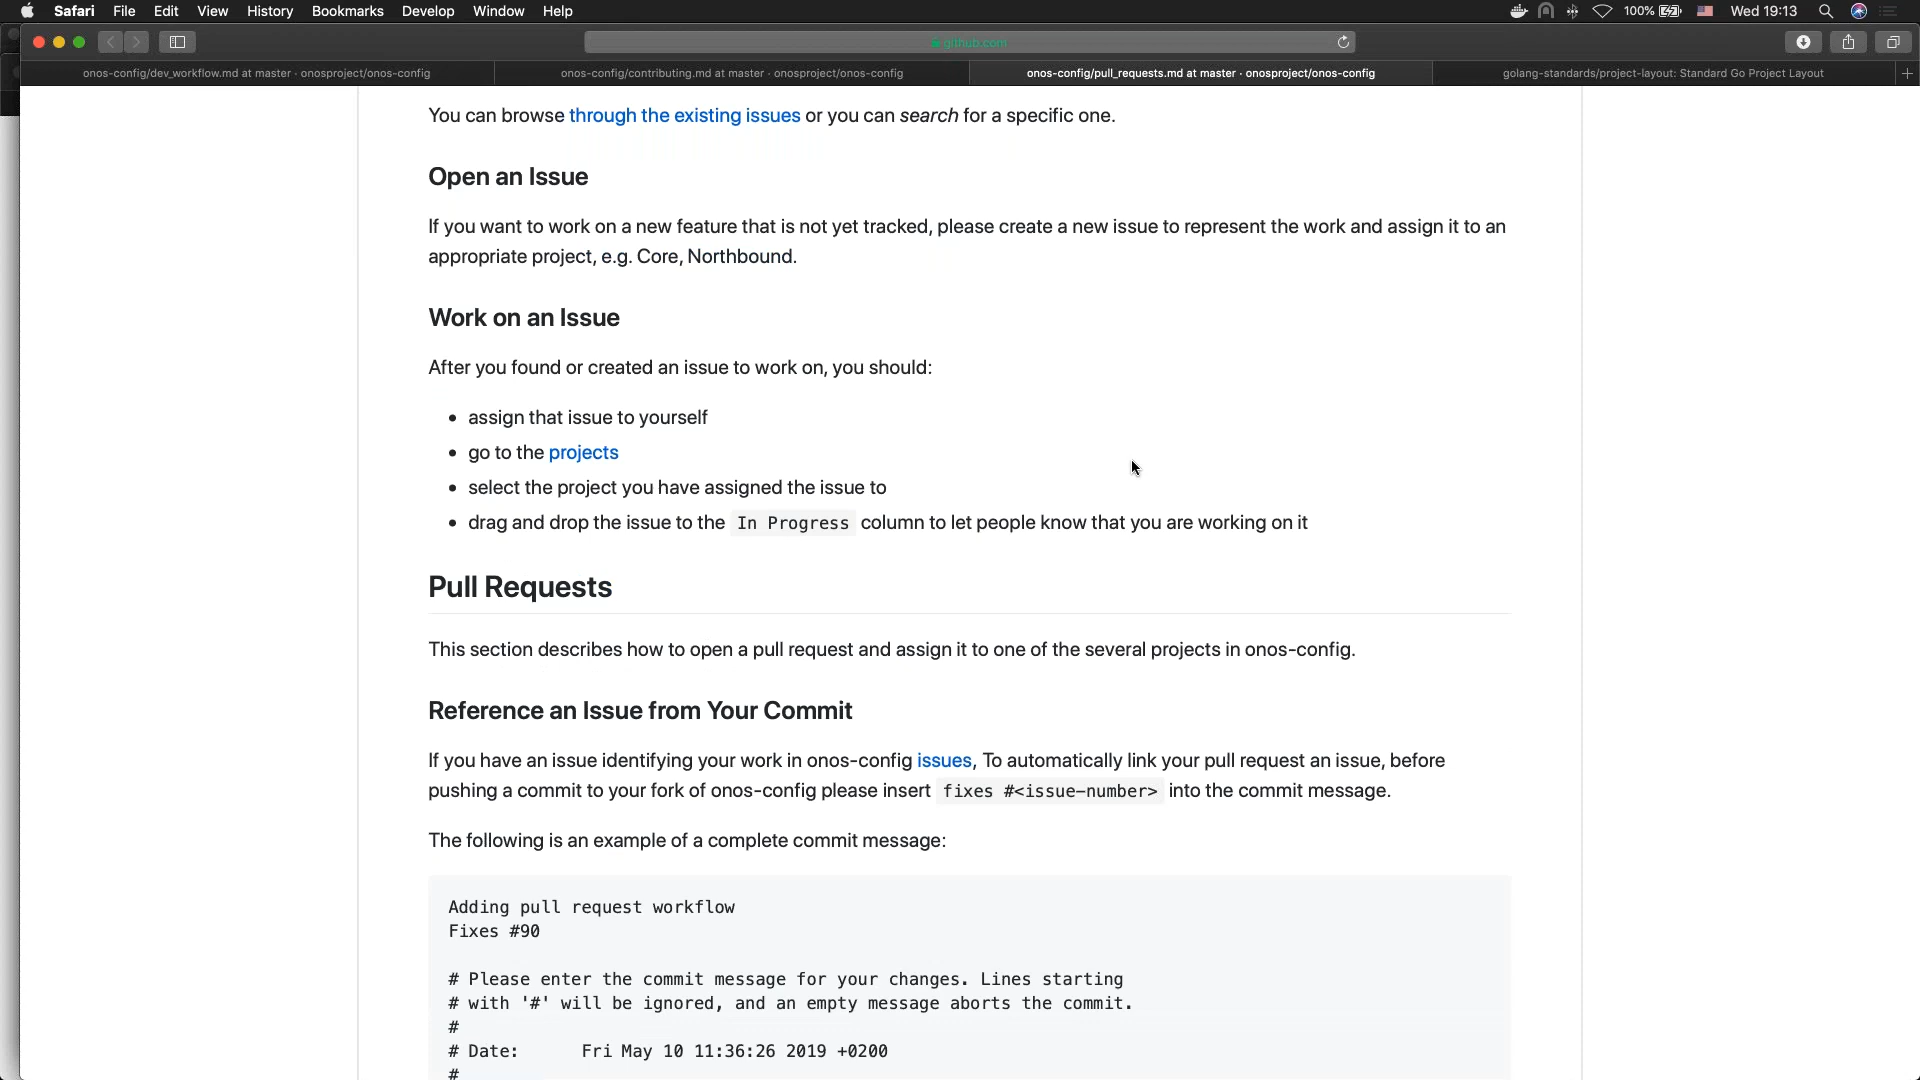 Safari File Edit View History Bookmarks Develop Window Help 100% Wed 19:13
github.com
onos-config/dev_workflow.md at master · onosproject/onos-config
onos-config/contributing.md at master · onosproject/onos-config
onos-config/pull_requests.md at master · onosproject/onos-config
golang-standards/project-layout: Standard Go Project Layout
You can browse through the existing issues or you can search for a specific one.
Open an Issue
If you want to work on a new feature that is not yet tracked, please create a new issue to represent the work and assign it to an
appropriate project, e.g. Core, Northbound.
Work on an Issue
After you found or created an issue to work on, you should:
• assign that issue to yourself
• go to the projects
• select the project you have assigned the issue to
• drag and drop the issue to the In Progress column to let people know that you are working on it
Pull Requests
This section describes how to open a pull request and assign it to one of the several projects in onos-config.
Reference an Issue from Your Commit
If you have an issue identifying your work in onos-config issues, To automatically link your pull request an issue, before
pushing a commit to your fork of onos-config please insert fixes #<issue-number> into the commit message.
The following is an example of a complete commit message:
Adding pull request workflow
Fixes #90
# Please enter the commit message for your changes. Lines starting
# with '#' will be ignored, and an empty message aborts the commit.
#
# Date:      Fri May 10 11:36:26 2019 +0200
#